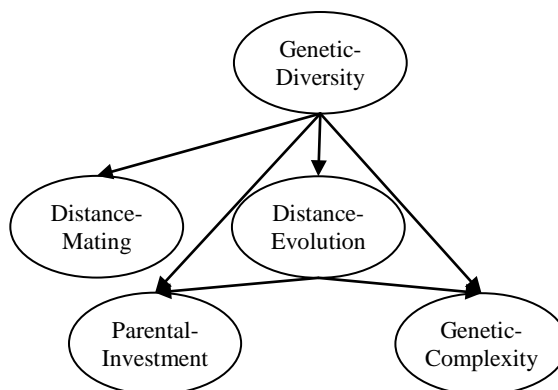 Genetic-
Diversity
Distance-
Mating
Distance-
Evolution
Parental-
Investment
Genetic-
Complexity